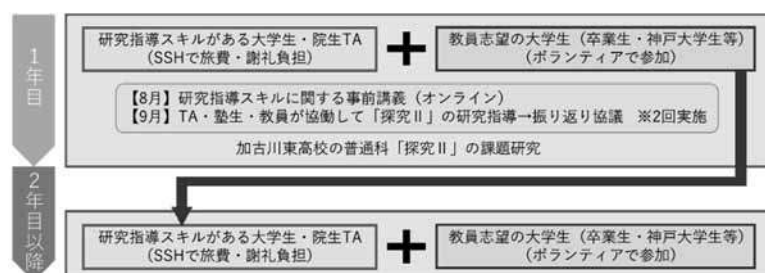 1年目
研究指導スキルがある大学生・院生TA
(SSHで旅費・謝礼負担)
+
教員志望の大学生(卒業生・神戸大学生等)
(ボランティアで参加)
【8月】研究指導スキルに関する事前講義(オンライン)
【9月】TA・塾生・教員が協働して「探究Ⅱ」の研究指導→振り返り協議 ※2回実施
加古川東高校の普通科「探究Ⅱ」の課題研究
2年目以降
研究指導スキルがある大学生・院生TA
(SSHで旅費・謝礼負担)
+
教員志望の大学生(卒業生・神戸大学生等)
(ボランティアで参加)